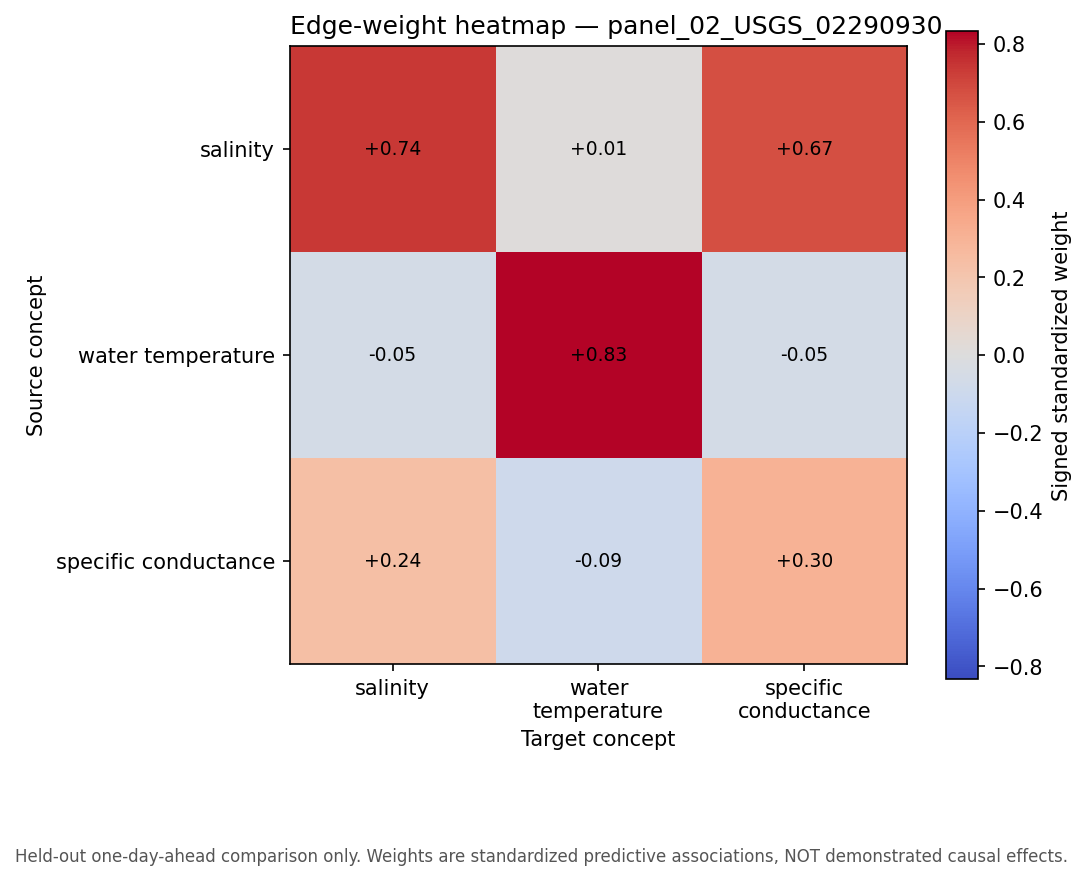 Edge-weight heatmap — panel_02_USGS_02290930
salinity
water temperature
specific conductance
Source concept
+0.74 +0.01 +0.67
-0.05 +0.83 -0.05
+0.24 -0.09 +0.30
salinity
water
temperature
specific
conductance
Target concept
0.8
0.6
0.4
0.2
0.0
−0.2
−0.4
−0.6
−0.8
Signed standardized weight
Held-out one-day-ahead comparison only. Weights are standardized predictive associations, NOT demonstrated causal effects.